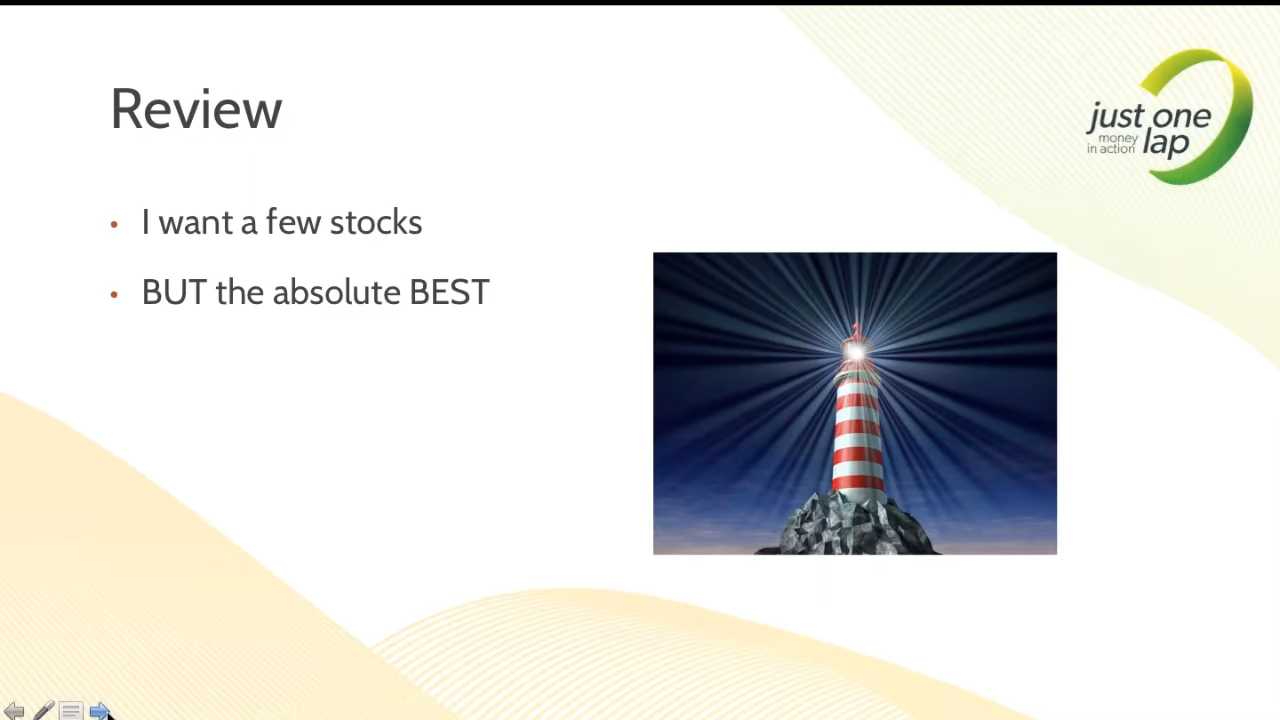 Review
just one
money
in action lap
I want a few stocks
BUT the absolute BEST